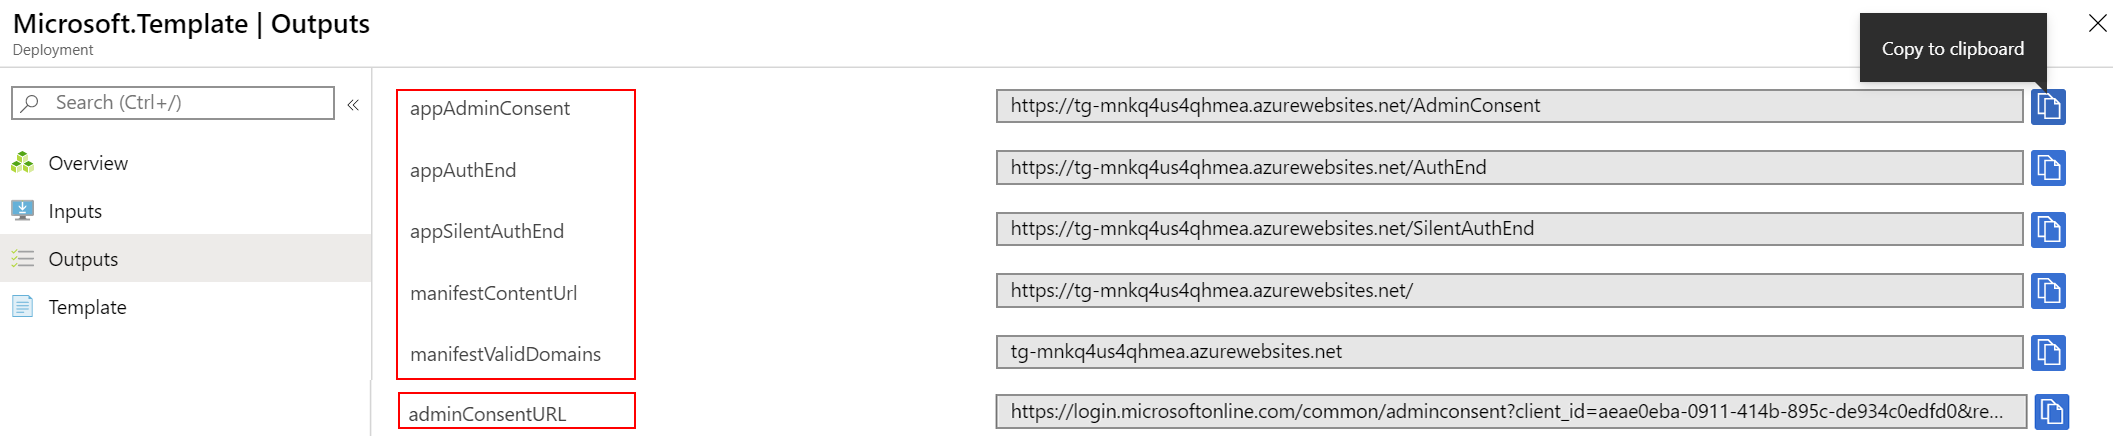 Microsoft.Template | Outputs
Deployment
Copy to clipboard
Search (Ctrl+/)
«
Overview
Inputs
Outputs
Template
appAdminConsent
https://tg-mnkq4us4qhmea.azurewebsites.net/AdminConsent
appAuthEnd
https://tg-mnkq4us4qhmea.azurewebsites.net/AuthEnd
appSilentAuthEnd
https://tg-mnkq4us4qhmea.azurewebsites.net/SilentAuthEnd
manifestContentUrl
https://tg-mnkq4us4qhmea.azurewebsites.net/
manifestValidDomains
tg-mnkq4us4qhmea.azurewebsites.net
adminConsentURL
https://login.microsoftonline.com/common/adminconsent?client_id=aeae0eba-0911-414b-895c-de934c0edfd0&re...